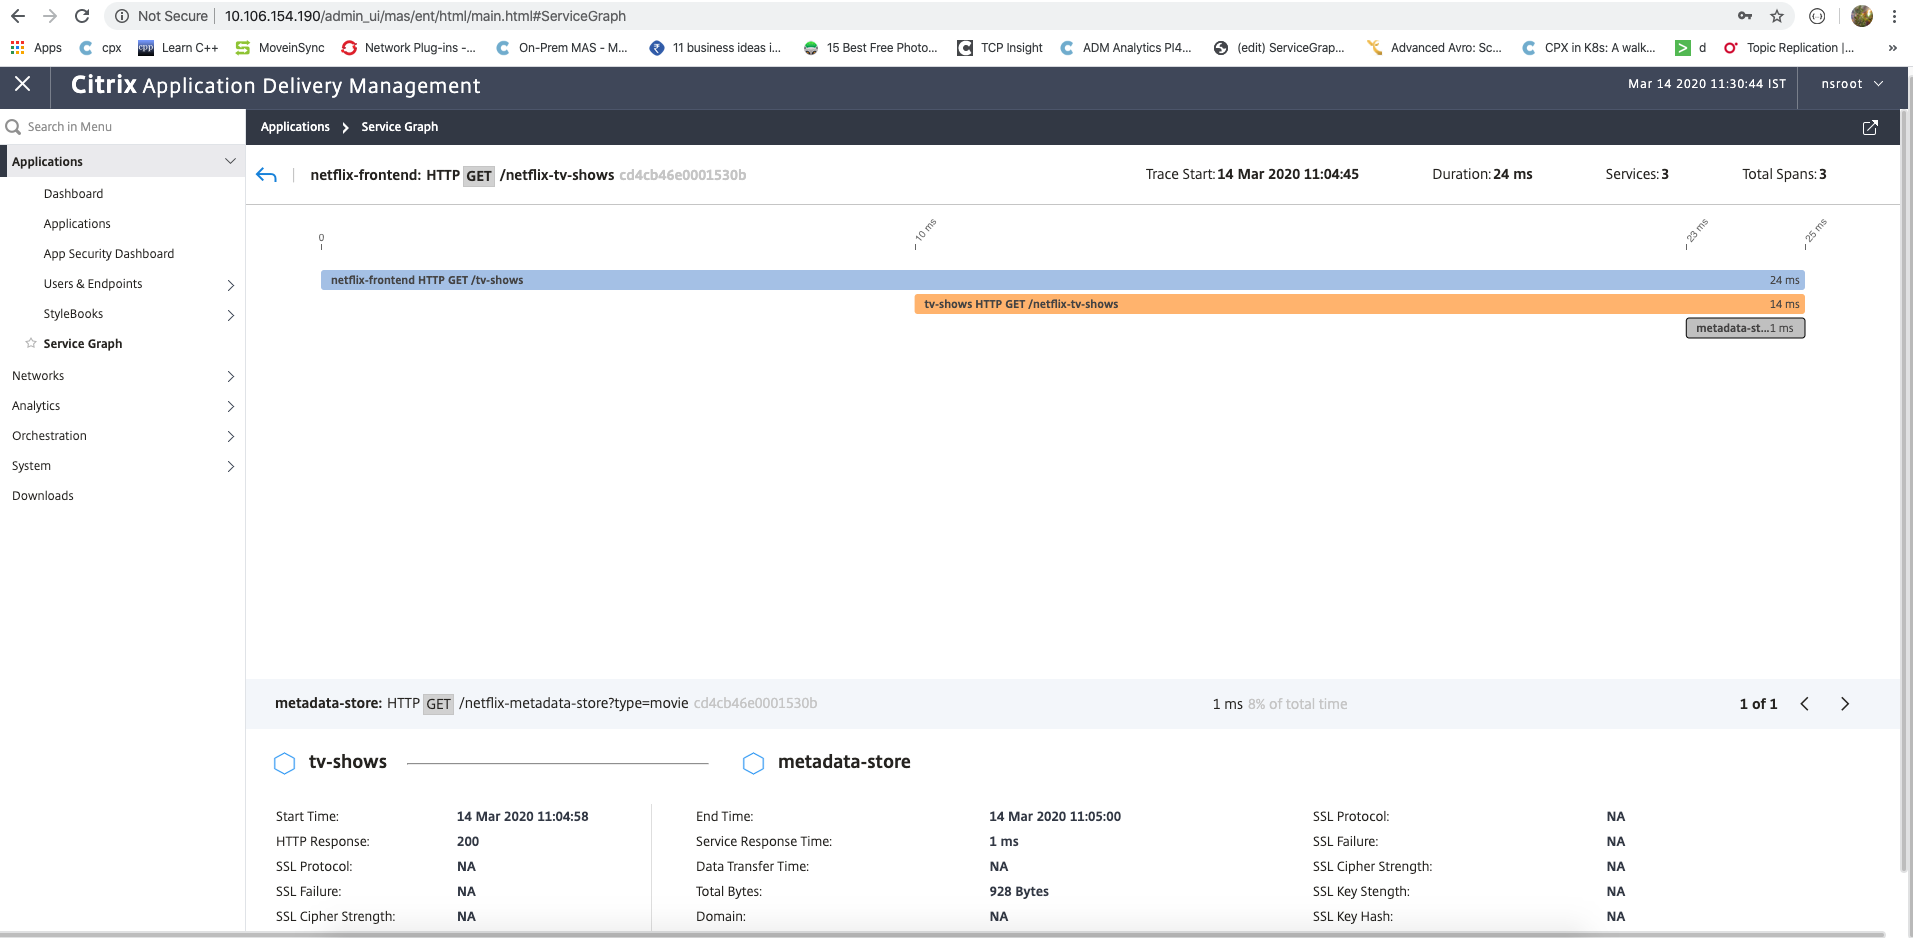 Not Secure | 10.106.154.190/admin_ui/mas/ent/html/main.html#ServiceGraph
Apps cpx cpp Learn C++ MoveinSync Network Plug-ins -... On-Prem MAS - M... 11 business ideas i... 15 Best Free Photo... TCP Insight ADM Analytics PI4... (edit) ServiceGrap... Advanced Avro: Sc... CPX in K8s: A walk... d Topic Replication |... »
Citrix Application Delivery Management
Mar 14 2020 11:30:44 IST
nsroot
Search in Menu
Applications
Dashboard
Applications
App Security Dashboard
Users & Endpoints
StyleBooks
Service Graph
Networks
Analytics
Orchestration
System
Downloads
Applications > Service Graph
netflix-frontend: HTTP GET /netflix-tv-shows cd4cb46e0001530b
Trace Start: 14 Mar 2020 11:04:45
Duration: 24 ms
Services: 3
Total Spans: 3
0
10 ms
23 ms
25 ms
netflix-frontend HTTP GET /tv-shows 24 ms
tv-shows HTTP GET /netflix-tv-shows 14 ms
metadata-st...1 ms
metadata-store: HTTP GET /netflix-metadata-store?type=movie cd4cb46e0001530b
1 ms 8% of total time
1 of 1
tv-shows
metadata-store
Start Time: 14 Mar 2020 11:04:58
HTTP Response: 200
SSL Protocol: NA
SSL Failure: NA
SSL Cipher Strength: NA
End Time: 14 Mar 2020 11:05:00
Service Response Time: 1 ms
Data Transfer Time: NA
Total Bytes: 928 Bytes
Domain: NA
SSL Protocol: NA
SSL Failure: NA
SSL Cipher Strength: NA
SSL Key Stength: NA
SSL Key Hash: NA